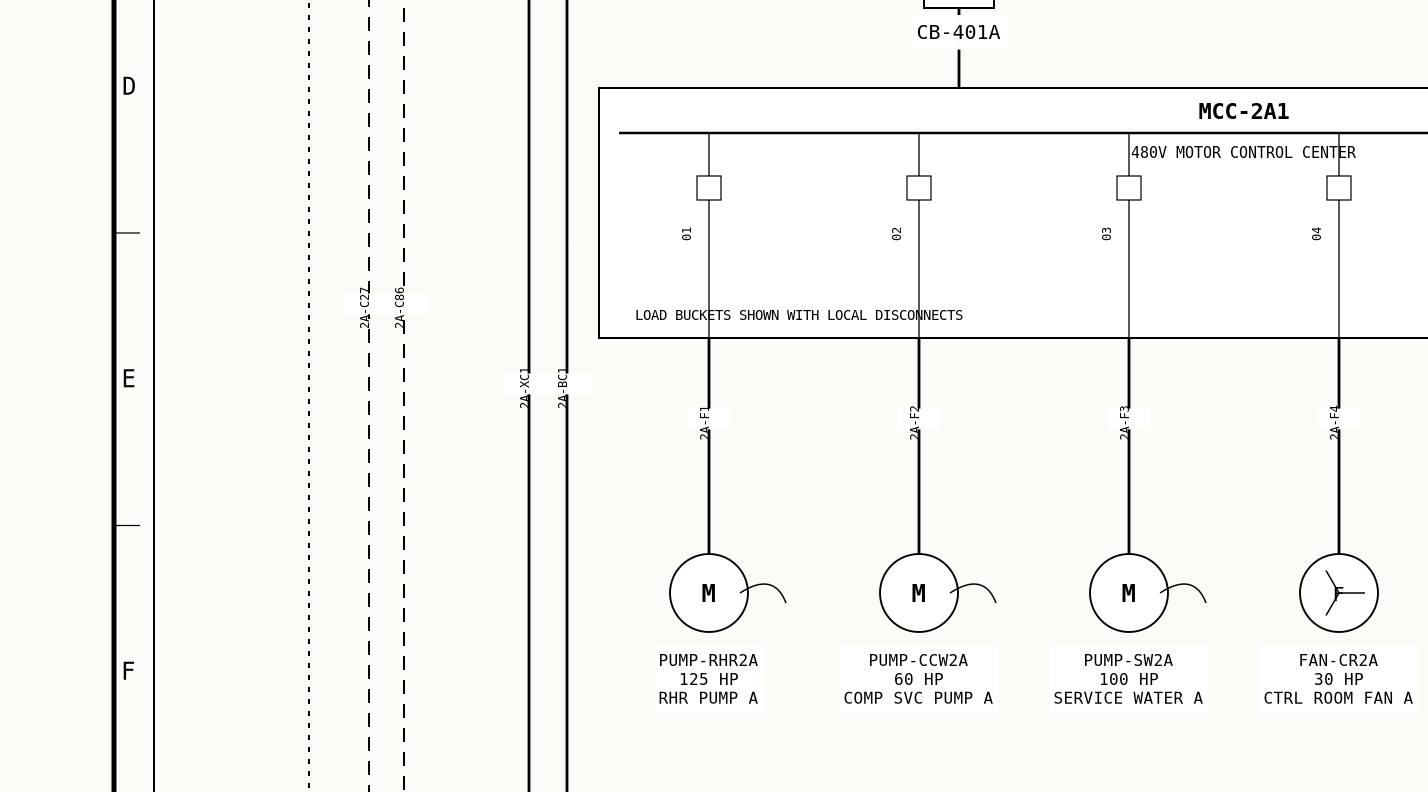 CB-401A
D
MCC-2A1
480V MOTOR CONTROL CENTER
01
02
03
04
2A-C27
2A-C86
LOAD BUCKETS SHOWN WITH LOCAL DISCONNECTS
E
2A-XC1
2A-BC1
2A-F1
2A-F2
2A-F3
2A-F4
M
M
M
F
F
PUMP-RHR2A
125 HP
RHR PUMP A
PUMP-CCW2A
60 HP
COMP SVC PUMP A
PUMP-SW2A
100 HP
SERVICE WATER A
FAN-CR2A
30 HP
CTRL ROOM FAN A